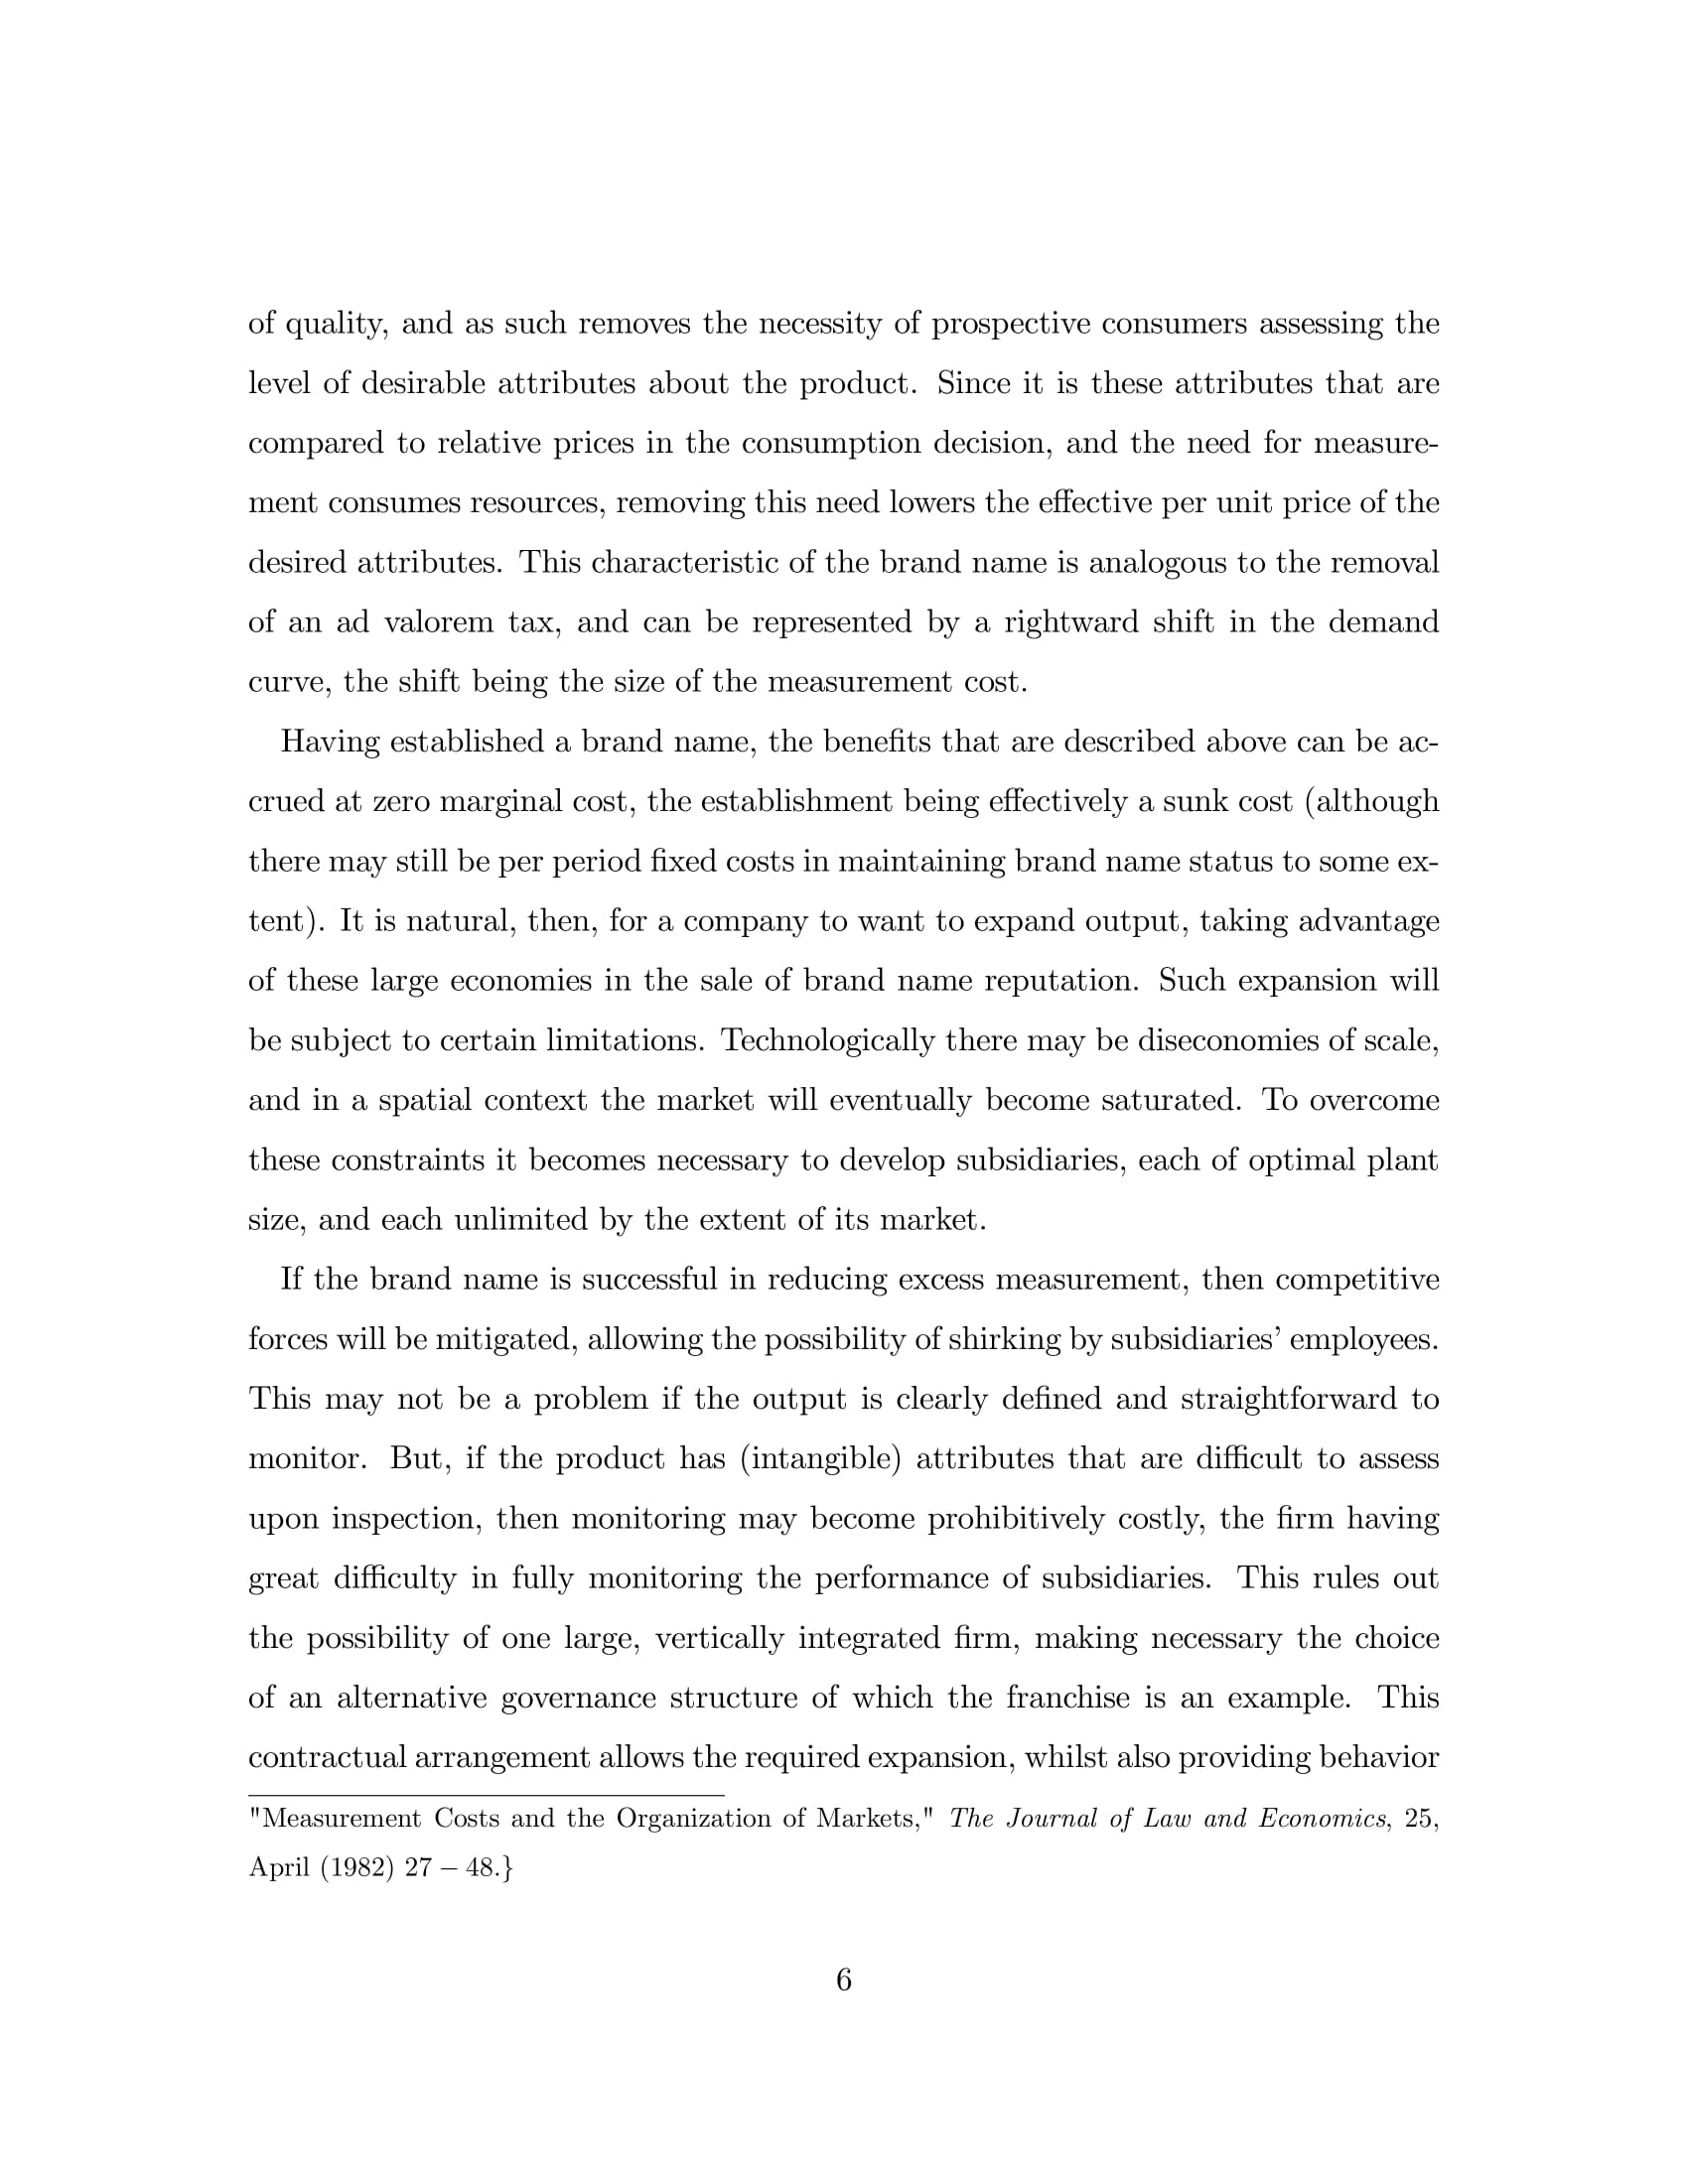 of quality, and as such removes the necessity of prospective consumers assessing the
level of desirable attributes about the product. Since it is these attributes that are
compared to relative prices in the consumption decision, and the need for measure-
ment consumes resources, removing this need lowers the effective per unit price of the
desired attributes. This characteristic of the brand name is analogous to the removal
of an ad valorem tax, and can be represented by a rightward shift in the demand
curve, the shift being the size of the measurement cost.
Having established a brand name, the benefits that are described above can be ac-
crued at zero marginal cost, the establishment being effectively a sunk cost (although
there may still be per period fixed costs in maintaining brand name status to some ex-
tent). It is natural, then, for a company to want to expand output, taking advantage
of these large economies in the sale of brand name reputation. Such expansion will
be subject to certain limitations. Technologically there may be diseconomies of scale,
and in a spatial context the market will eventually become saturated. To overcome
these constraints it becomes necessary to develop subsidiaries, each of optimal plant
size, and each unlimited by the extent of its market.
If the brand name is successful in reducing excess measurement, then competitive
forces will be mitigated, allowing the possibility of shirking by subsidiaries’ employees.
This may not be a problem if the output is clearly defined and straightforward to
monitor. But, if the product has (intangible) attributes that are difficult to assess
upon inspection, then monitoring may become prohibitively costly, the firm having
great difficulty in fully monitoring the performance of subsidiaries. This rules out
the possibility of one large, vertically integrated firm, making necessary the choice
of an alternative governance structure of which the franchise is an example. This
contractual arrangement allows the required expansion, whilst also providing behavior
"Measurement Costs and the Organization of Markets," The Journal of Law and Economics, 25,
April (1982) 27 – 48.}
6